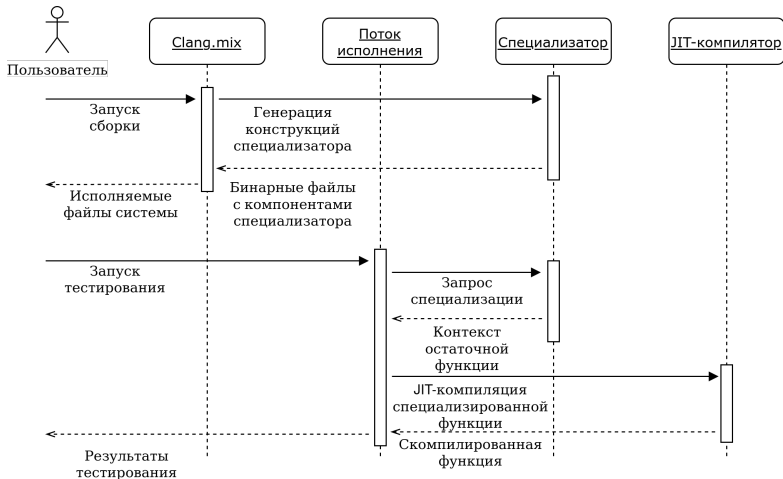 Пользователь
Clang.mix
Поток
исполнения
Специализатор
JIT-компилятор
Запуск
сборки
Генерация
конструкций
специализатора
Бинарные файлы
с компонентами
специализатора
Исполняемые
файлы системы
Запуск
тестирования
Запрос
специализации
Контекст
остаточной
функции
JIT-компиляция
специализированной
функции
Скомпилированная
функция
Результаты
тестирования